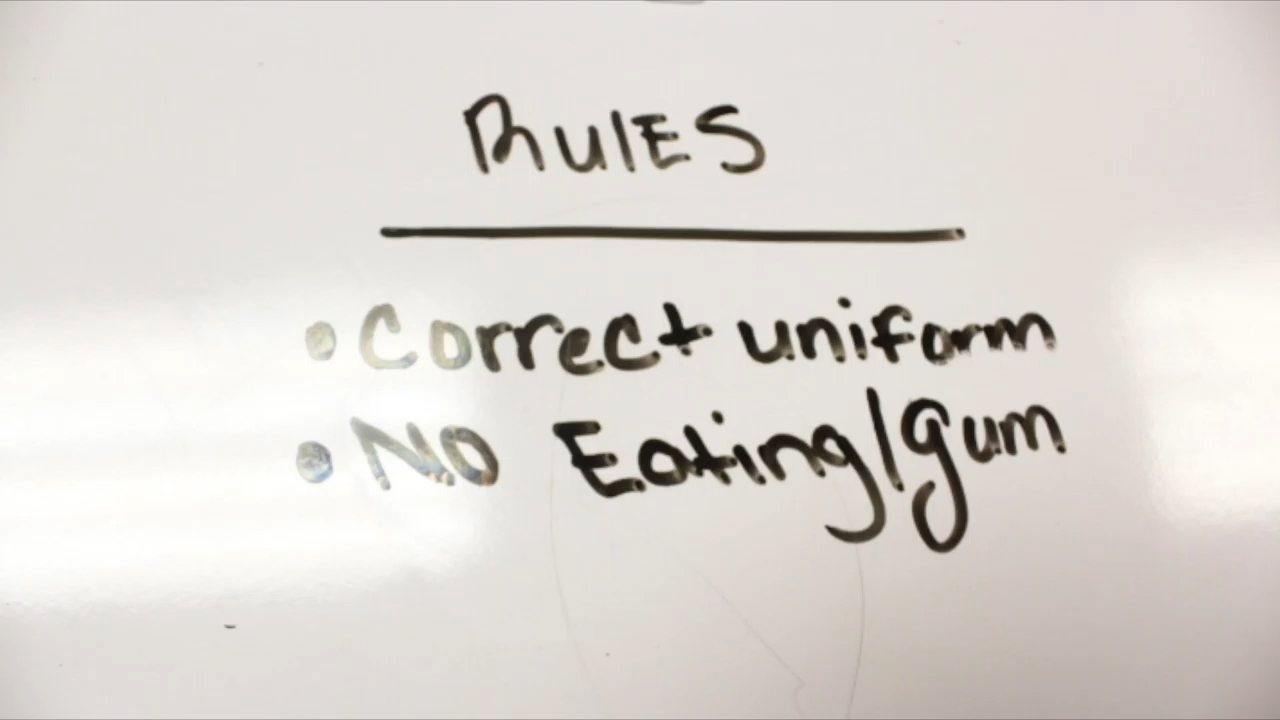 RulES
• Correct uniform
• NO Eating/gum